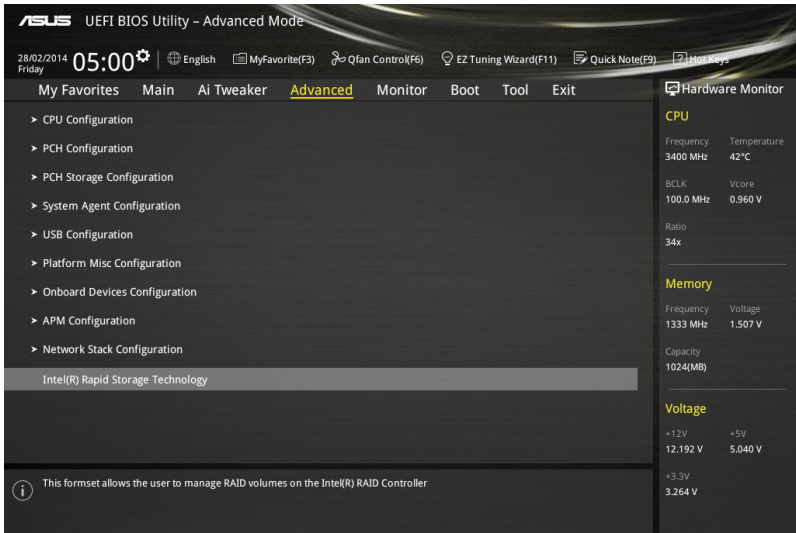 ASUS UEFI BIOS Utility – Advanced Mode
28/02/2014
Friday
05:00
English
MyFavorite(F3)
Qfan Control(F6)
EZ Tuning Wizard(F11)
Quick Note(F9)
? Hot Keys
My Favorites
Main
Ai Tweaker
Advanced
Monitor
Boot
Tool
Exit
> CPU Configuration
> PCH Configuration
> PCH Storage Configuration
> System Agent Configuration
> USB Configuration
> Platform Misc Configuration
> Onboard Devices Configuration
> APM Configuration
> Network Stack Configuration
Intel(R) Rapid Storage Technology
i
This formset allows the user to manage RAID volumes on the Intel(R) RAID Controller
Hardware Monitor
CPU
Frequency Temperature
3400 MHz 42°C
BCLK Vcore
100.0 MHz 0.960 V
Ratio
34x
Memory
Frequency Voltage
1333 MHz 1.507 V
Capacity
1024(MB)
Voltage
+12V +5V
12.192 V 5.040 V
+3.3V
3.264 V